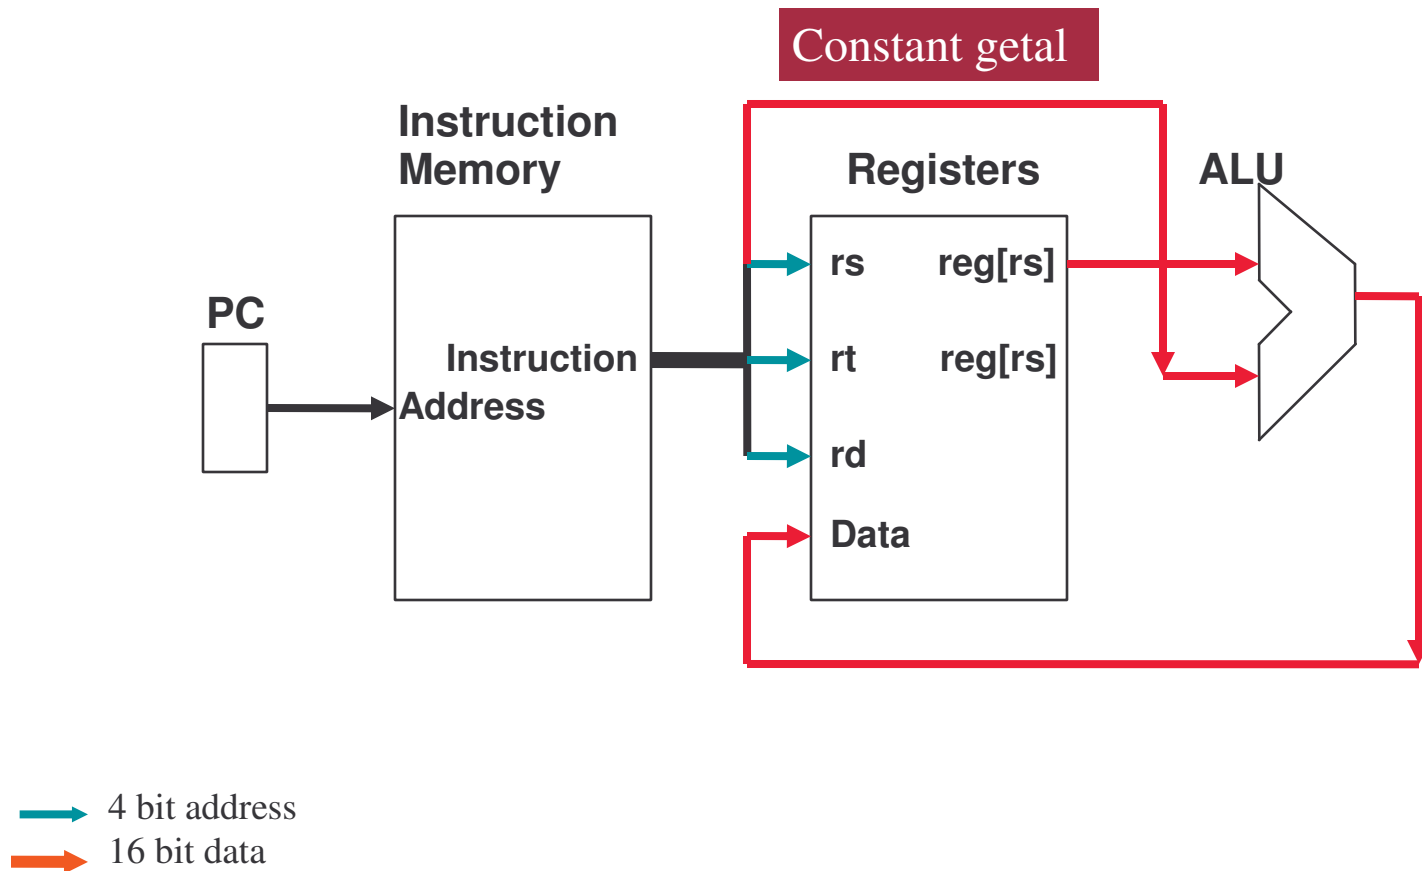 Constant getal
Instruction
Memory
Registers
ALU
PC
rs
reg[rs]
Instruction
rt
reg[rs]
Address
rd
Data
4 bit address
16 bit data